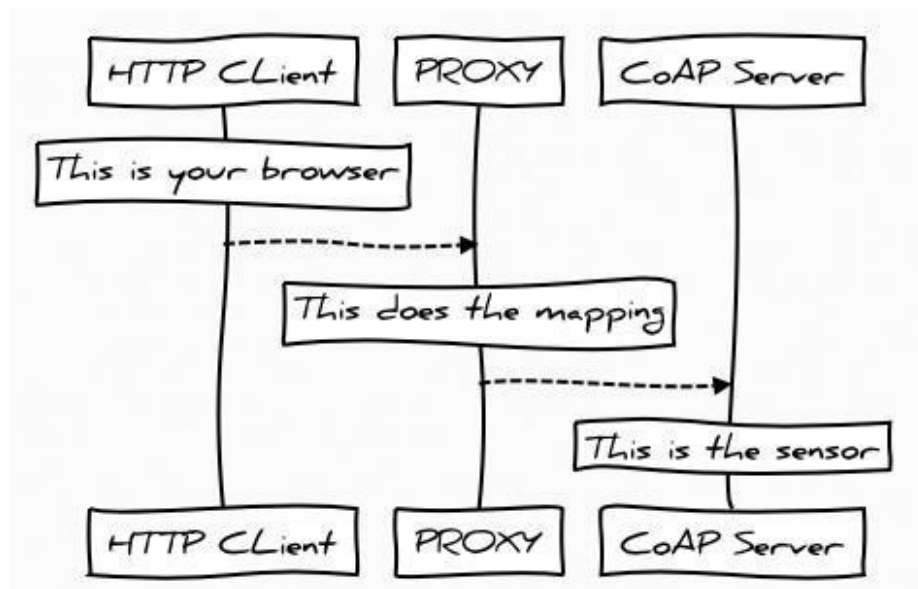 HTTP CLient
PROXY
CoAP Server
This is your browser
This does the mapping
This is the sensor
HTTP CLient
PROXY
CoAP Server